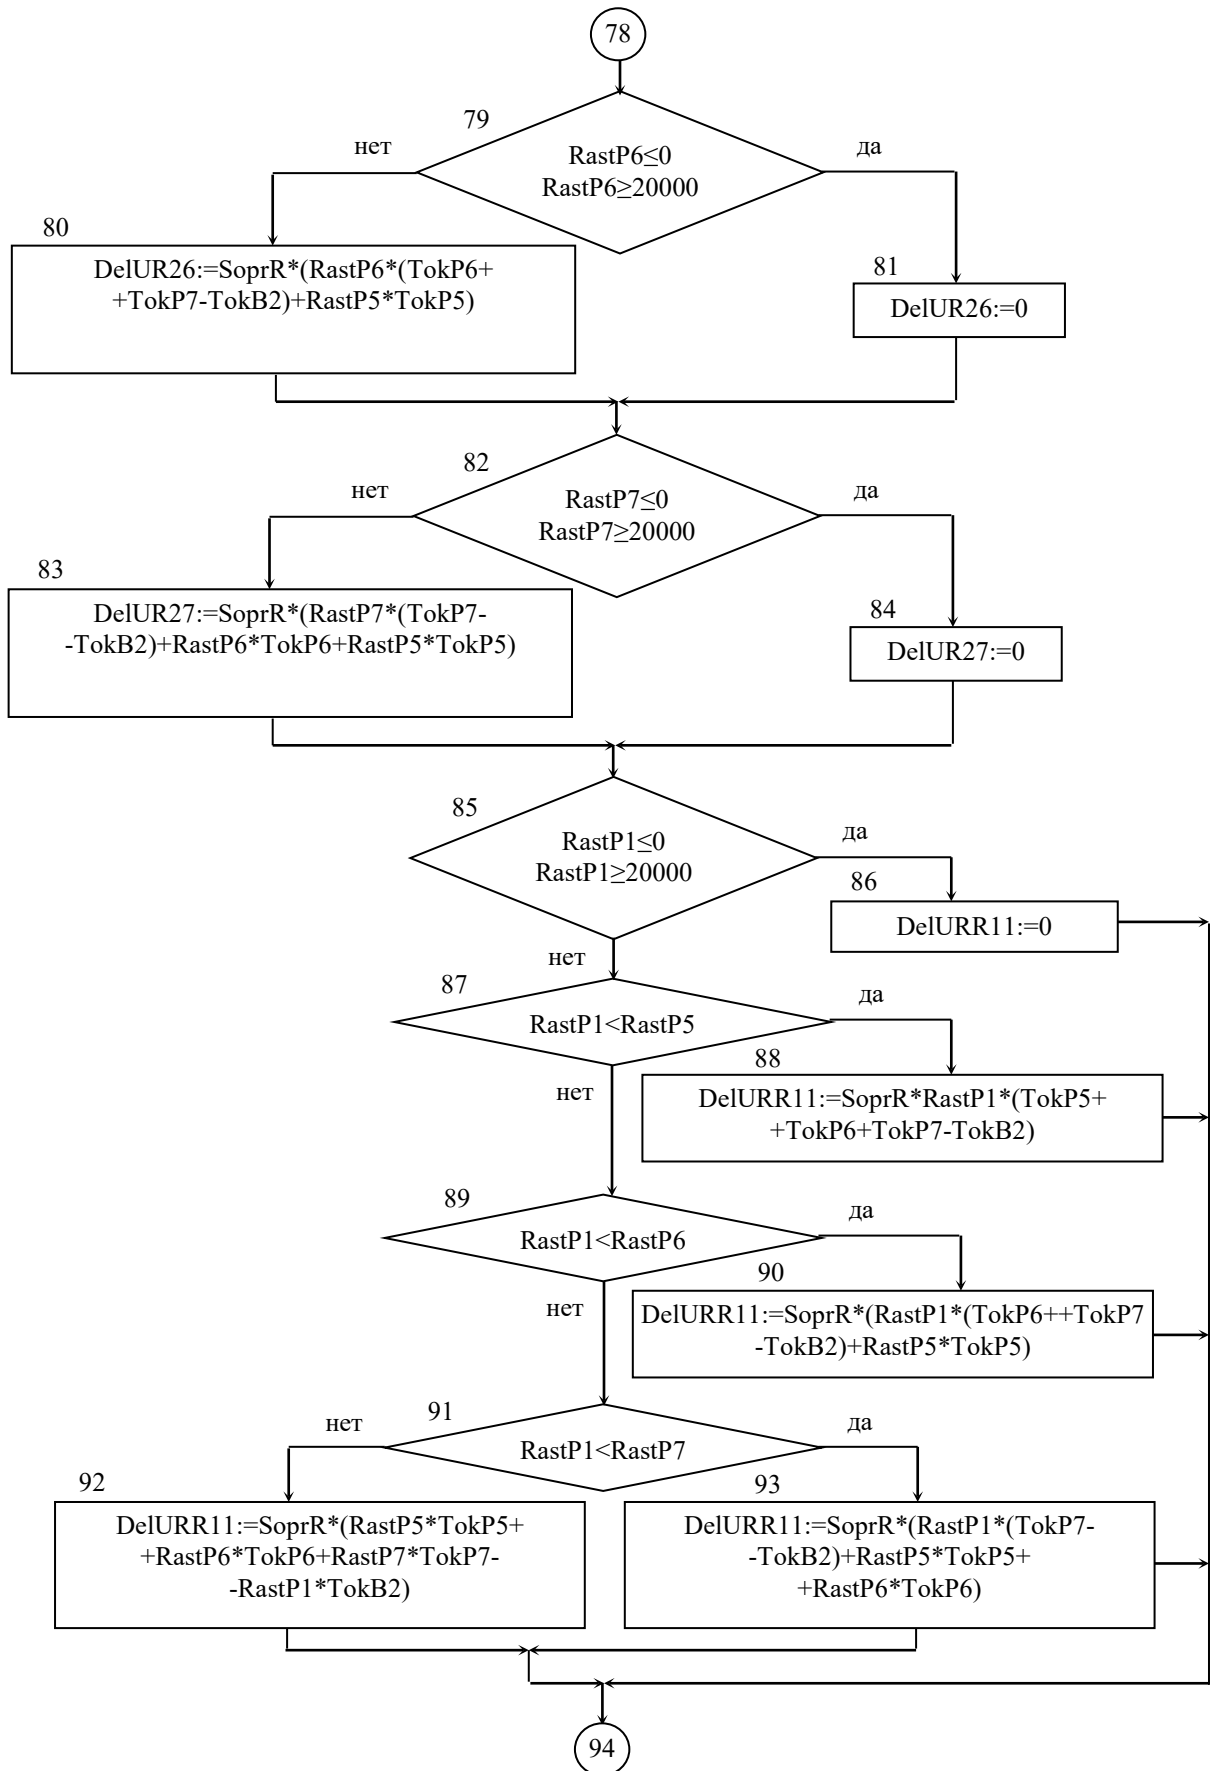 78
79
нет
да
RastP6≤0
RastP6≥20000
80
DelUR26:=SoprR*(RastP6*(TokP6+
+TokP7-TokB2)+RastP5*TokP5)
81
DelUR26:=0
82
нет
да
RastP7≤0
RastP7≥20000
83
DelUR27:=SoprR*(RastP7*(TokP7-
-TokB2)+RastP6*TokP6+RastP5*TokP5)
84
DelUR27:=0
85
да
RastP1≤0
RastP1≥20000
86
DelURR11:=0
нет
87
да
RastP1<RastP5
88
нет
DelURR11:=SoprR*RastP1*(TokP5+
+TokP6+TokP7-TokB2)
89
да
RastP1<RastP6
90
нет
DelURR11:=SoprR*(RastP1*(TokP6++TokP7
-TokB2)+RastP5*TokP5)
91
нет
да
RastP1<RastP7
92
DelURR11:=SoprR*(RastP5*TokP5+
+RastP6*TokP6+RastP7*TokP7-
-RastP1*TokB2)
93
DelURR11:=SoprR*(RastP1*(TokP7-
-TokB2)+RastP5*TokP5+
+RastP6*TokP6)
94